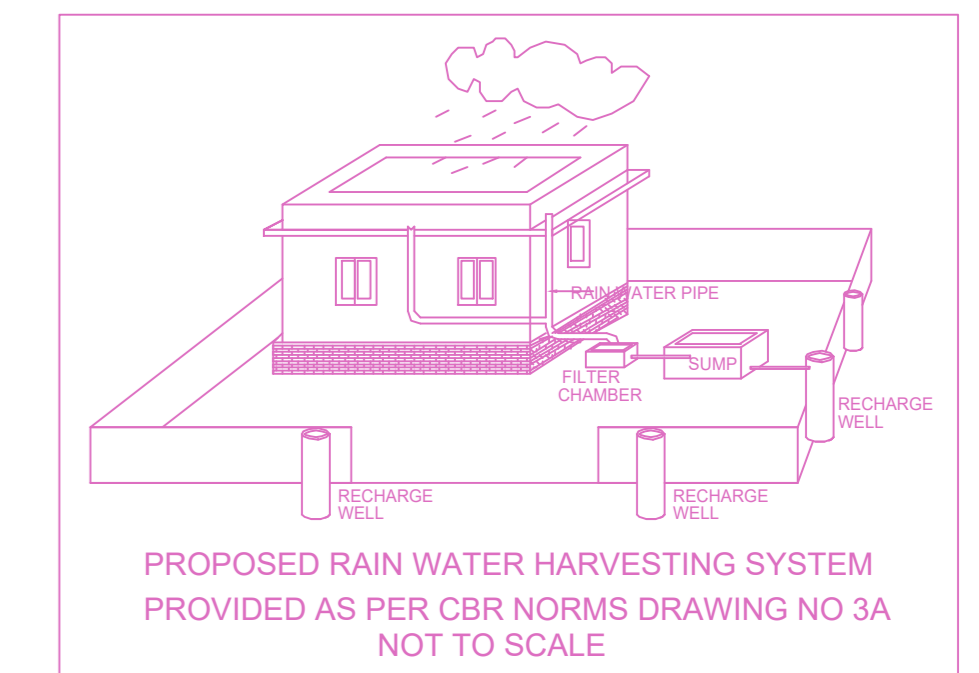 RAIN WATER PIPE
SUMP
FILTER
CHAMBER
RECHARGE
WELL
RECHARGE
WELL
RECHARGE
WELL
PROPOSED RAIN WATER HARVESTING SYSTEM
PROVIDED AS PER CBR NORMS DRAWING NO 3A
NOT TO SCALE